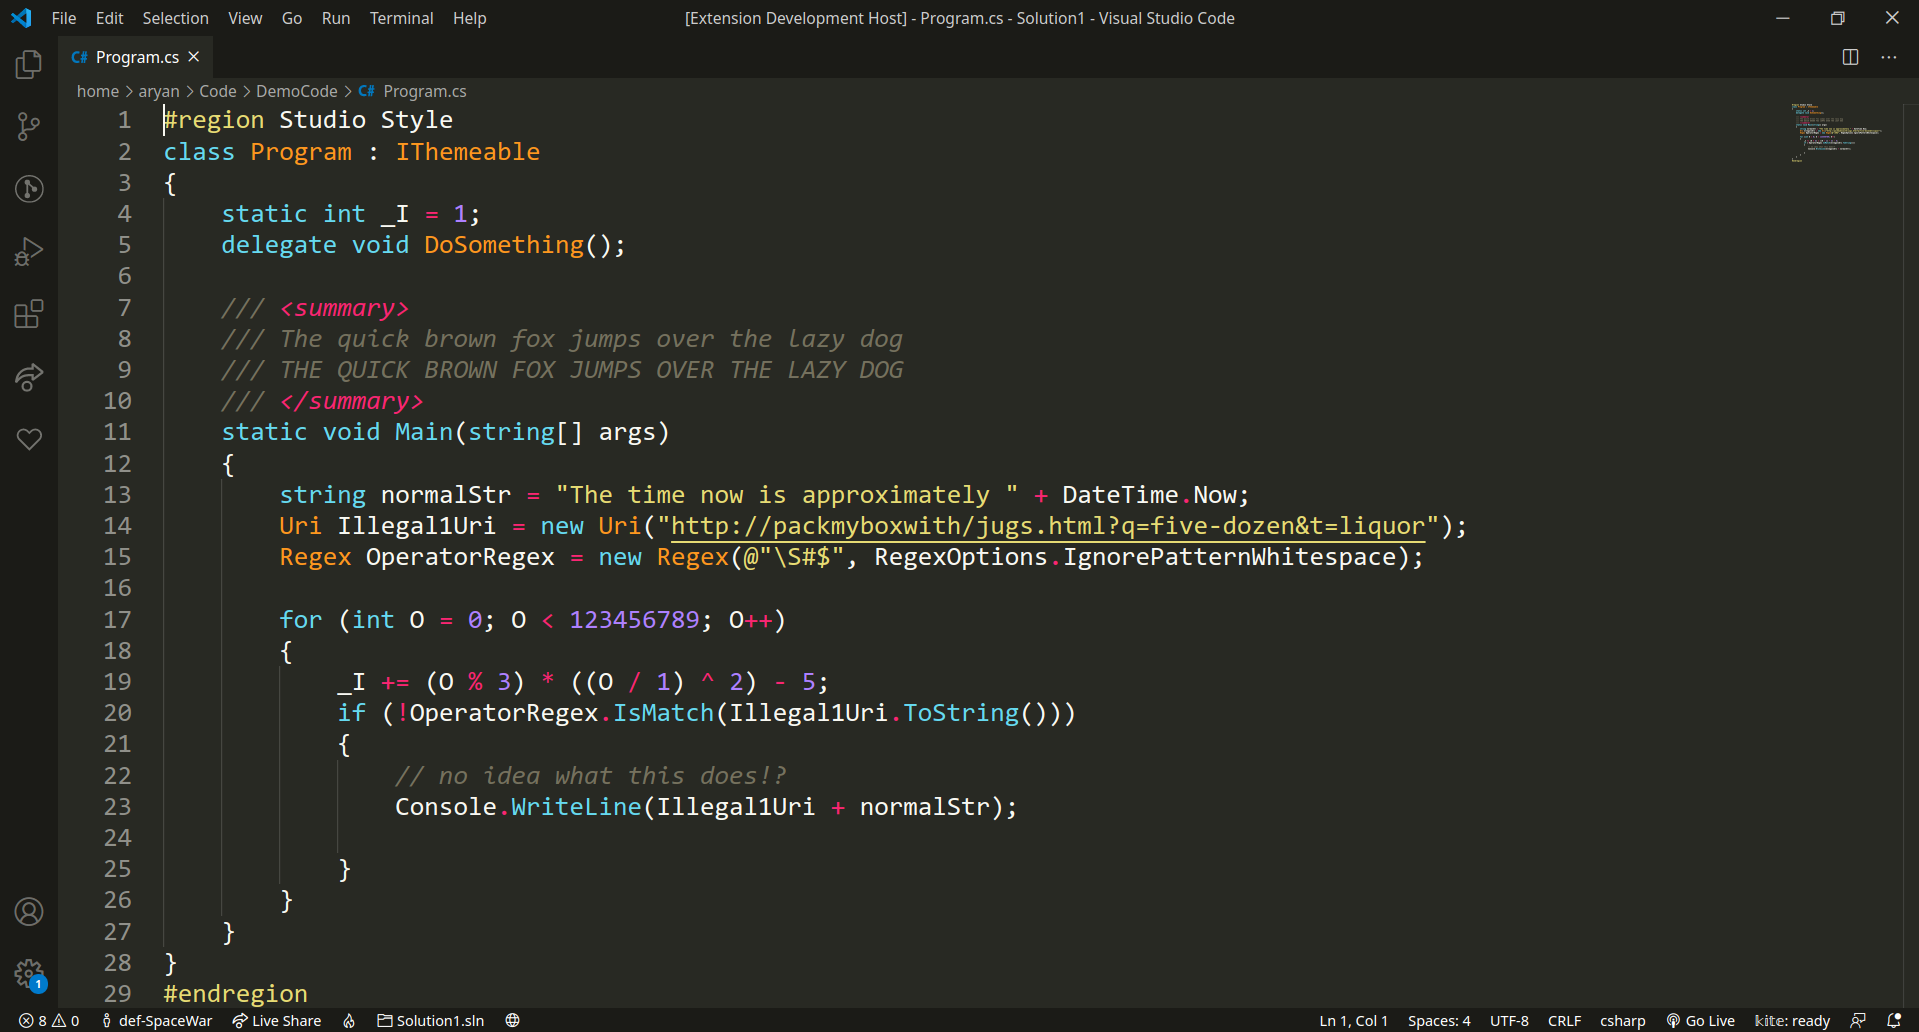 File Edit Selection View Go Run Terminal Help [Extension Development Host] - Program.cs - Solution1 - Visual Studio Code
C# Program.cs
home > aryan > Code > DemoCode > C# Program.cs
1 #region Studio Style
2 class Program : IThemeable
3 {
4     static int _I = 1;
5     delegate void DoSomething();
6
7     /// <summary>
8     /// The quick brown fox jumps over the lazy dog
9     /// THE QUICK BROWN FOX JUMPS OVER THE LAZY DOG
10     /// </summary>
11     static void Main(string[] args)
12     {
13         string normalStr = "The time now is approximately " + DateTime.Now;
14         Uri Illegal1Uri = new Uri("http://packmyboxwith/jugs.html?q=five-dozen&t=liquor");
15         Regex OperatorRegex = new Regex(@"\S#$", RegexOptions.IgnorePatternWhitespace);
16
17         for (int O = 0; O < 123456789; O++)
18         {
19             _I += (O % 3) * ((O / 1) ^ 2) - 5;
20             if (!OperatorRegex.IsMatch(Illegal1Uri.ToString()))
21             {
22                 // no idea what this does!?
23                 Console.WriteLine(Illegal1Uri + normalStr);
24
25             }
26         }
27     }
28 }
29 #endregion
1
8 0 def-SpaceWar Live Share Solution1.sln Ln 1, Col 1 Spaces: 4 UTF-8 CRLF csharp Go Live kite: ready